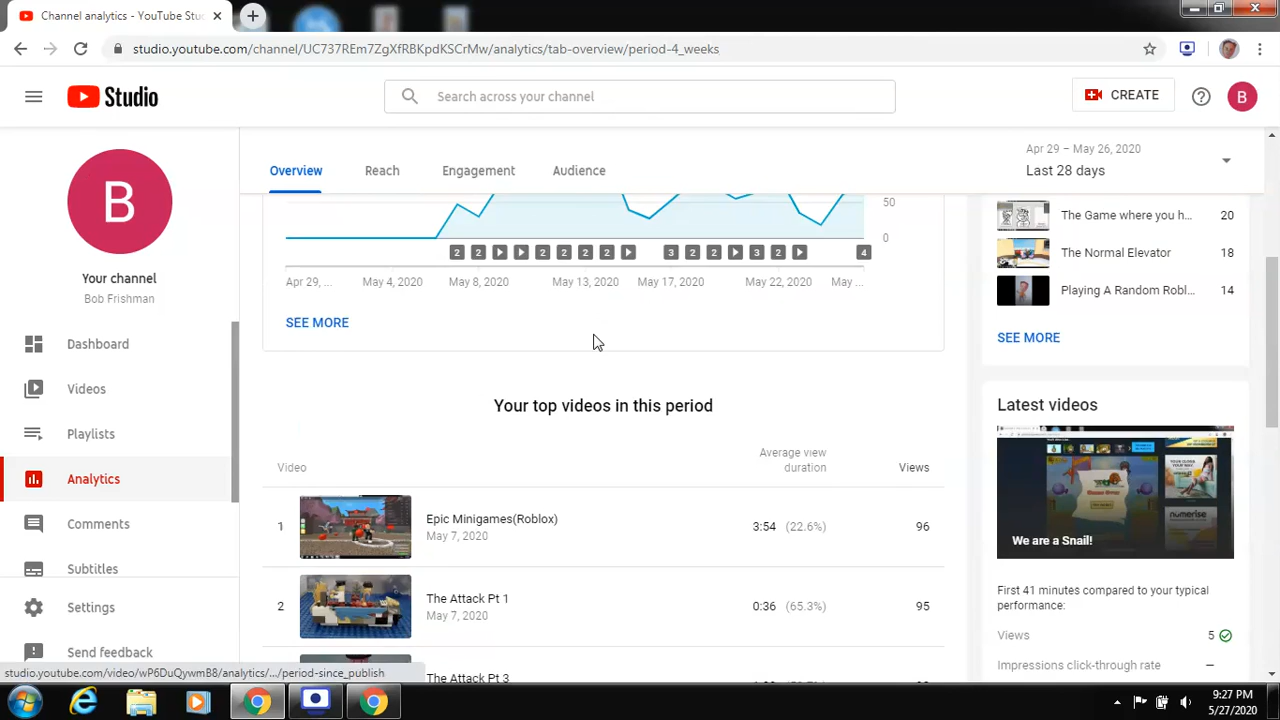 Channel analytics - YouTube Stu
studio.youtube.com/channel/UC737REm7ZgXfRBKpdKSCrMw/analytics/tab-overview/period-4_weeks
Studio
Search across your channel
CREATE
B
B
Your channel
Bob Frishman
Dashboard
Videos
Playlists
Analytics
Comments
Subtitles
Settings
Send feedback
Overview
Reach
Engagement
Audience
Apr 29 – May 26, 2020
Last 28 days
50
0
2 2 2 2 2 2 3 2 2 3 2 4
Apr 29, ...
May 4, 2020
May 8, 2020
May 13, 2020
May 17, 2020
May 22, 2020
May ...
SEE MORE
Your top videos in this period
Video
Average view
duration
Views
1
Epic Minigames(Roblox)
May 7, 2020
3:54 (22.6%)
96
2
The Attack Pt 1
May 7, 2020
0:36 (65.3%)
95
The Attack Pt 3
The Game where you h... 20
The Normal Elevator 18
Playing A Random Robl... 14
SEE MORE
Latest videos
We are a Snail!
First 41 minutes compared to your typical
performance:
Views 5
Impressions click-through rate –
studio.youtube.com/video/wP6DuQywmB8/analytics/.../period-since_publish
9:27 PM
5/27/2020